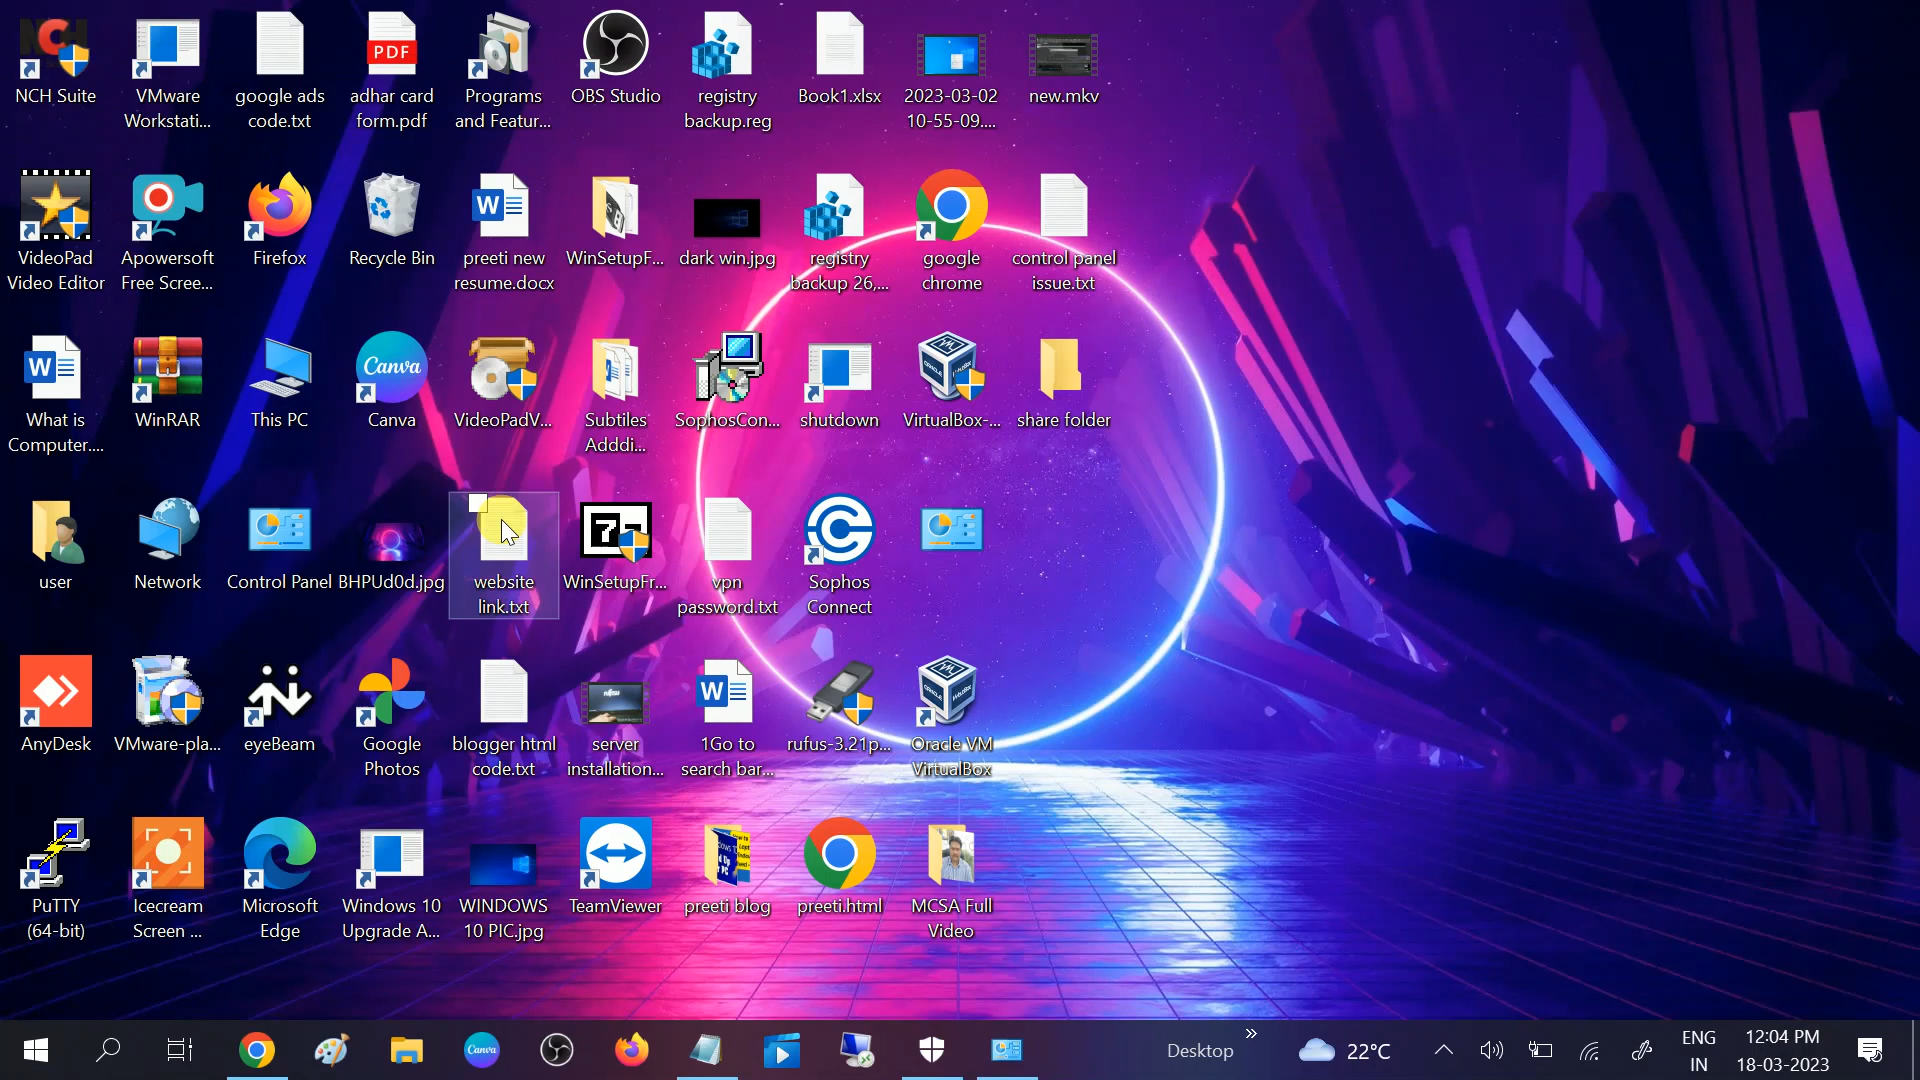 NCH Suite
VMware
Workstati...
google ads
code.txt
PDF
adhar card
form.pdf
Programs
and Featur...
OBS Studio
registry
backup.reg
Book1.xlsx
2023-03-02
10-55-09....
new.mkv
VideoPad
Video Editor
Apowersoft
Free Scree...
Firefox
Recycle Bin
W
preeti new
resume.docx
WinSetupF...
dark win.jpg
registry
backup 26,...
google
chrome
control panel
issue.txt
W
What is
Computer....
WinRAR
This PC
Canva
Canva
VideoPadV...
Subtiles
Adddi...
SophosCon...
shutdown
VirtualBox-...
share folder
user
Network
Control Panel
BHPUd0d.jpg
website
link.txt
WinSetupFr...
vpn
password.txt
Sophos
Connect
AnyDesk
VMware-pla...
eyeBeam
Google
Photos
blogger html
code.txt
server
installation...
W
1Go to
search bar...
rufus-3.21p...
Oracle VM
VirtualBox
PuTTY
(64-bit)
Icecream
Screen ...
Microsoft
Edge
Windows 10
Upgrade A...
WINDOWS
10 PIC.jpg
TeamViewer
preeti blog
preeti.html
MCSA Full
Video
Canva
Desktop
22°C
ENG
IN
12:04 PM
18-03-2023